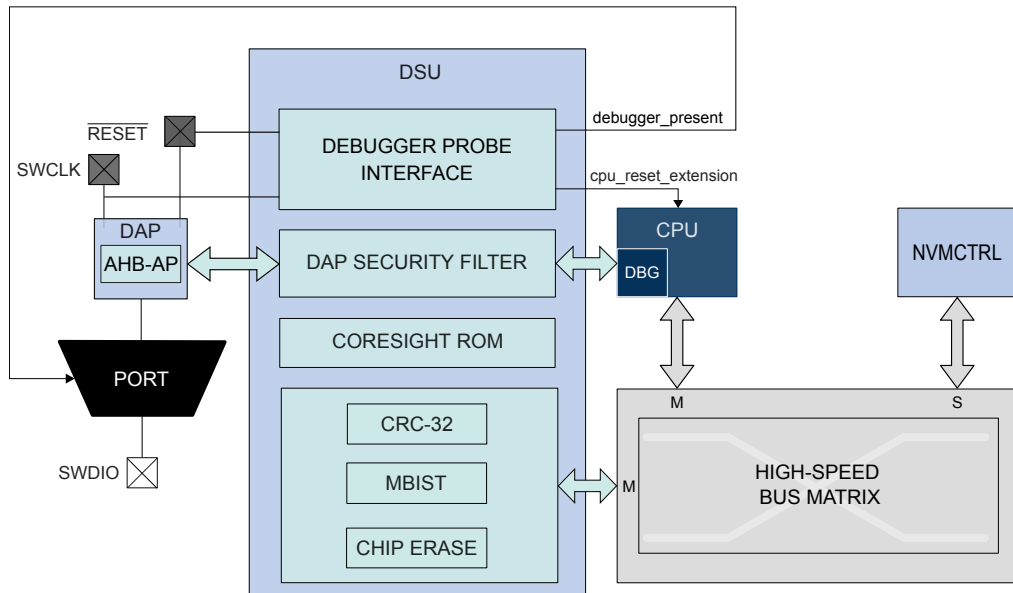 DSU
DEBUGGER PROBE
INTERFACE
debugger_present
RESET
SWCLK
cpu_reset_extension
DAP
AHB-AP
DAP SECURITY FILTER
CPU
DBG
NVMCTRL
CORESIGHT ROM
PORT
SWDIO
CRC-32
MBIST
CHIP ERASE
M
S
M
HIGH-SPEED
BUS MATRIX